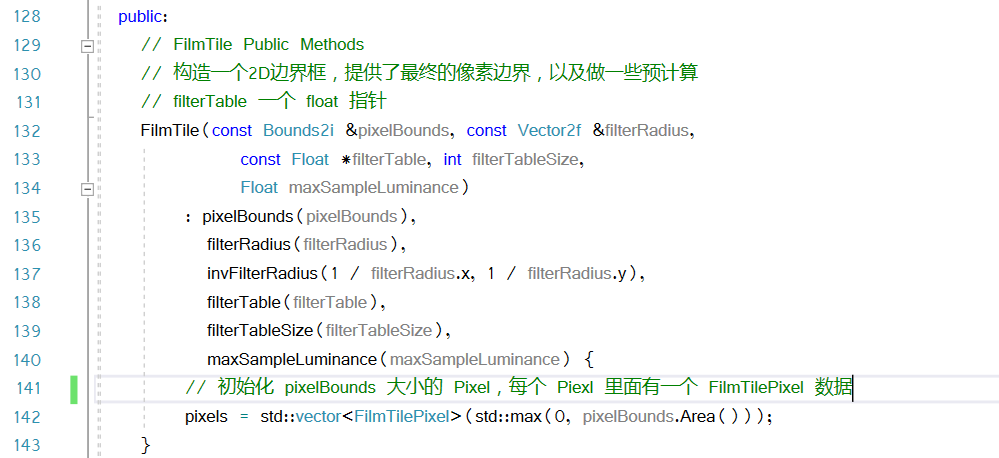 128 public:
129 // FilmTile Public Methods
130 // 构造一个2D边界框，提供了最终的像素边界，以及做一些预计算
131 // filterTable 一个 float 指针
132 FilmTile(const Bounds2i &pixelBounds, const Vector2f &filterRadius,
133 const Float *filterTable, int filterTableSize,
134 Float maxSampleLuminance)
135 : pixelBounds(pixelBounds),
136 filterRadius(filterRadius),
137 invFilterRadius(1 / filterRadius.x, 1 / filterRadius.y),
138 filterTable(filterTable),
139 filterTableSize(filterTableSize),
140 maxSampleLuminance(maxSampleLuminance) {
141 // 初始化 pixelBounds 大小的 Pixel，每个 Piexl 里面有一个 FilmTilePixel 数据
142 pixels = std::vector<FilmTilePixel>(std::max(0, pixelBounds.Area()));
143 }